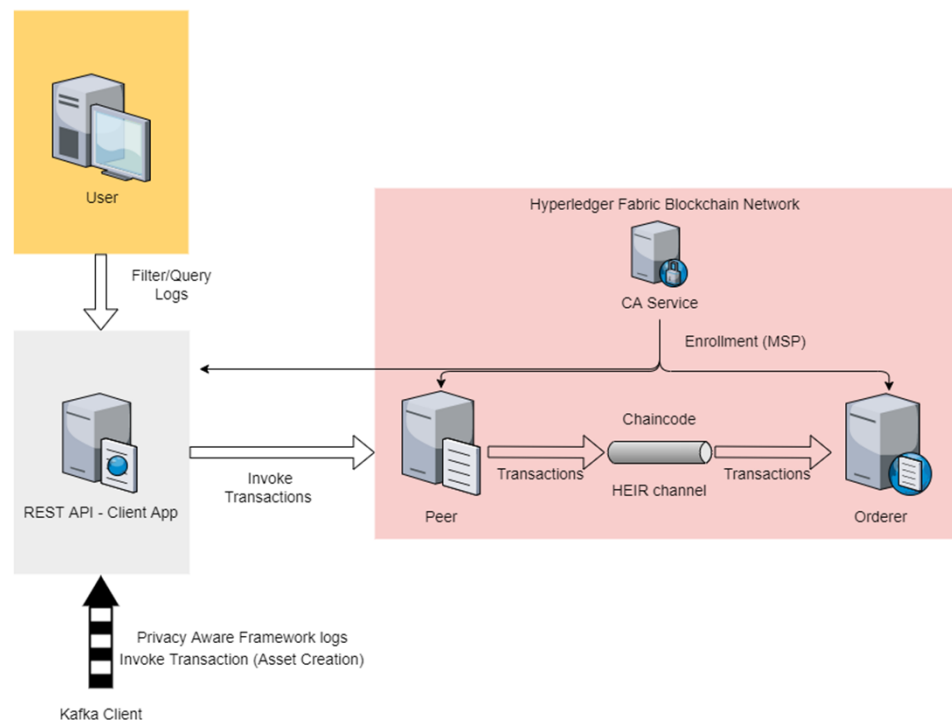 User
Filter/Query
Logs
Hyperledger Fabric Blockchain Network
CA Service
Enrollment (MSP)
REST API - Client App
Invoke
Transactions
Peer
Transactions
Chaincode
HEIR channel
Transactions
Orderer
Privacy Aware Framework logs
Invoke Transaction (Asset Creation)
Kafka Client